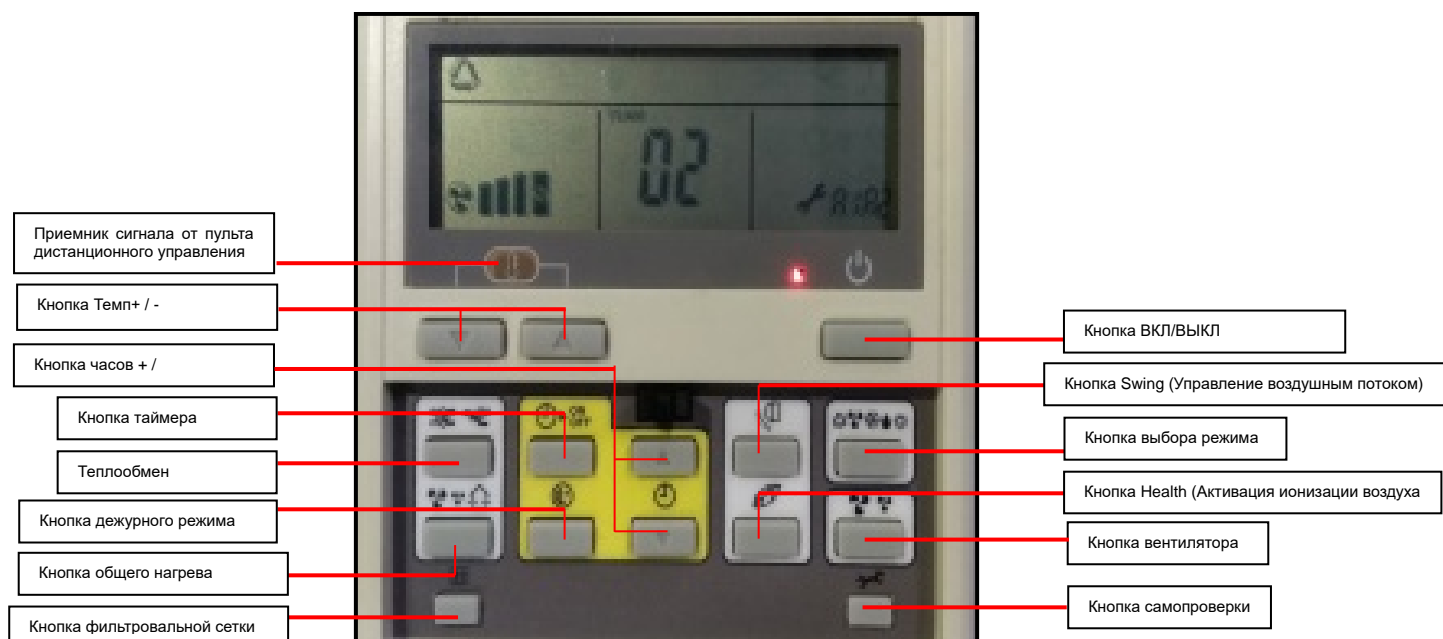 02
Приемник сигнала от пульта
дистанционного управления
Кнопка Темп+ / -
Кнопка часов + /
Кнопка таймера
Теплообмен
Кнопка дежурного режима
Кнопка общего нагрева
Кнопка фильтровальной сетки
Кнопка ВКЛ/ВЫКЛ
Кнопка Swing (Управление воздушным потоком)
Кнопка выбора режима
Кнопка Health (Активация ионизации воздуха
Кнопка вентилятора
Кнопка самопроверки
ON
OFF